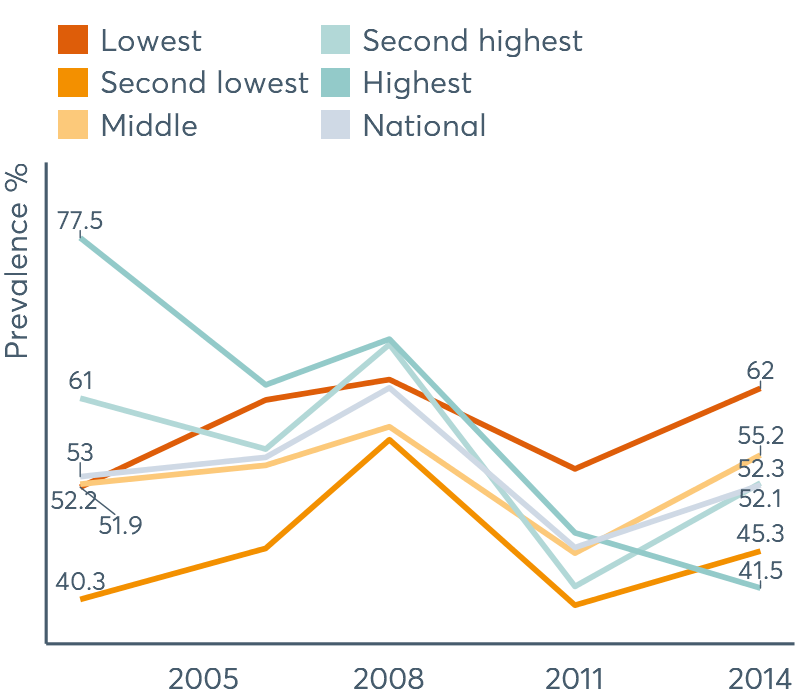 Lowest
Second highest
Second lowest
Highest
Middle
National
Prevalence %
77.5
61
53
52.2
51.9
40.3
62
55.2
52.3
52.1
45.3
41.5
2005
2008
2011
2014